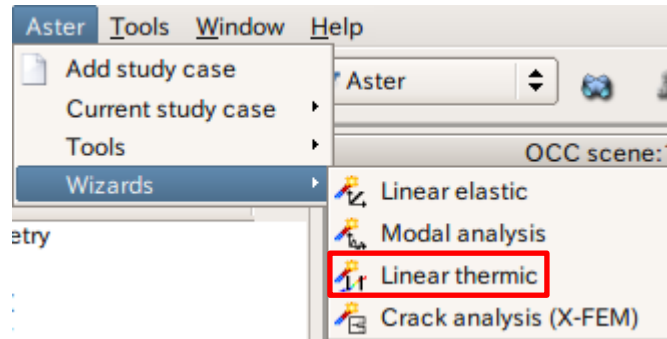 Aster Tools Window Help
Add study case
Aster
Current study case
Tools
OCC scene:
Wizards
Linear elastic
etry
Modal analysis
Linear thermic
Crack analysis (X-FEM)